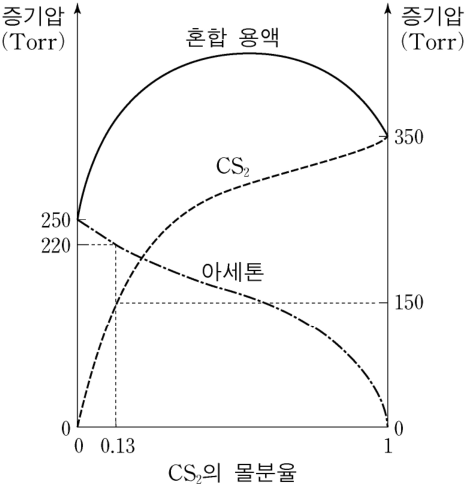 증기압
(Torr)
증기압
(Torr)
혼합 용액
350
CS₂
250
220
아세톤
150
0
0
0 0.13 1
CS₂의 몰분율